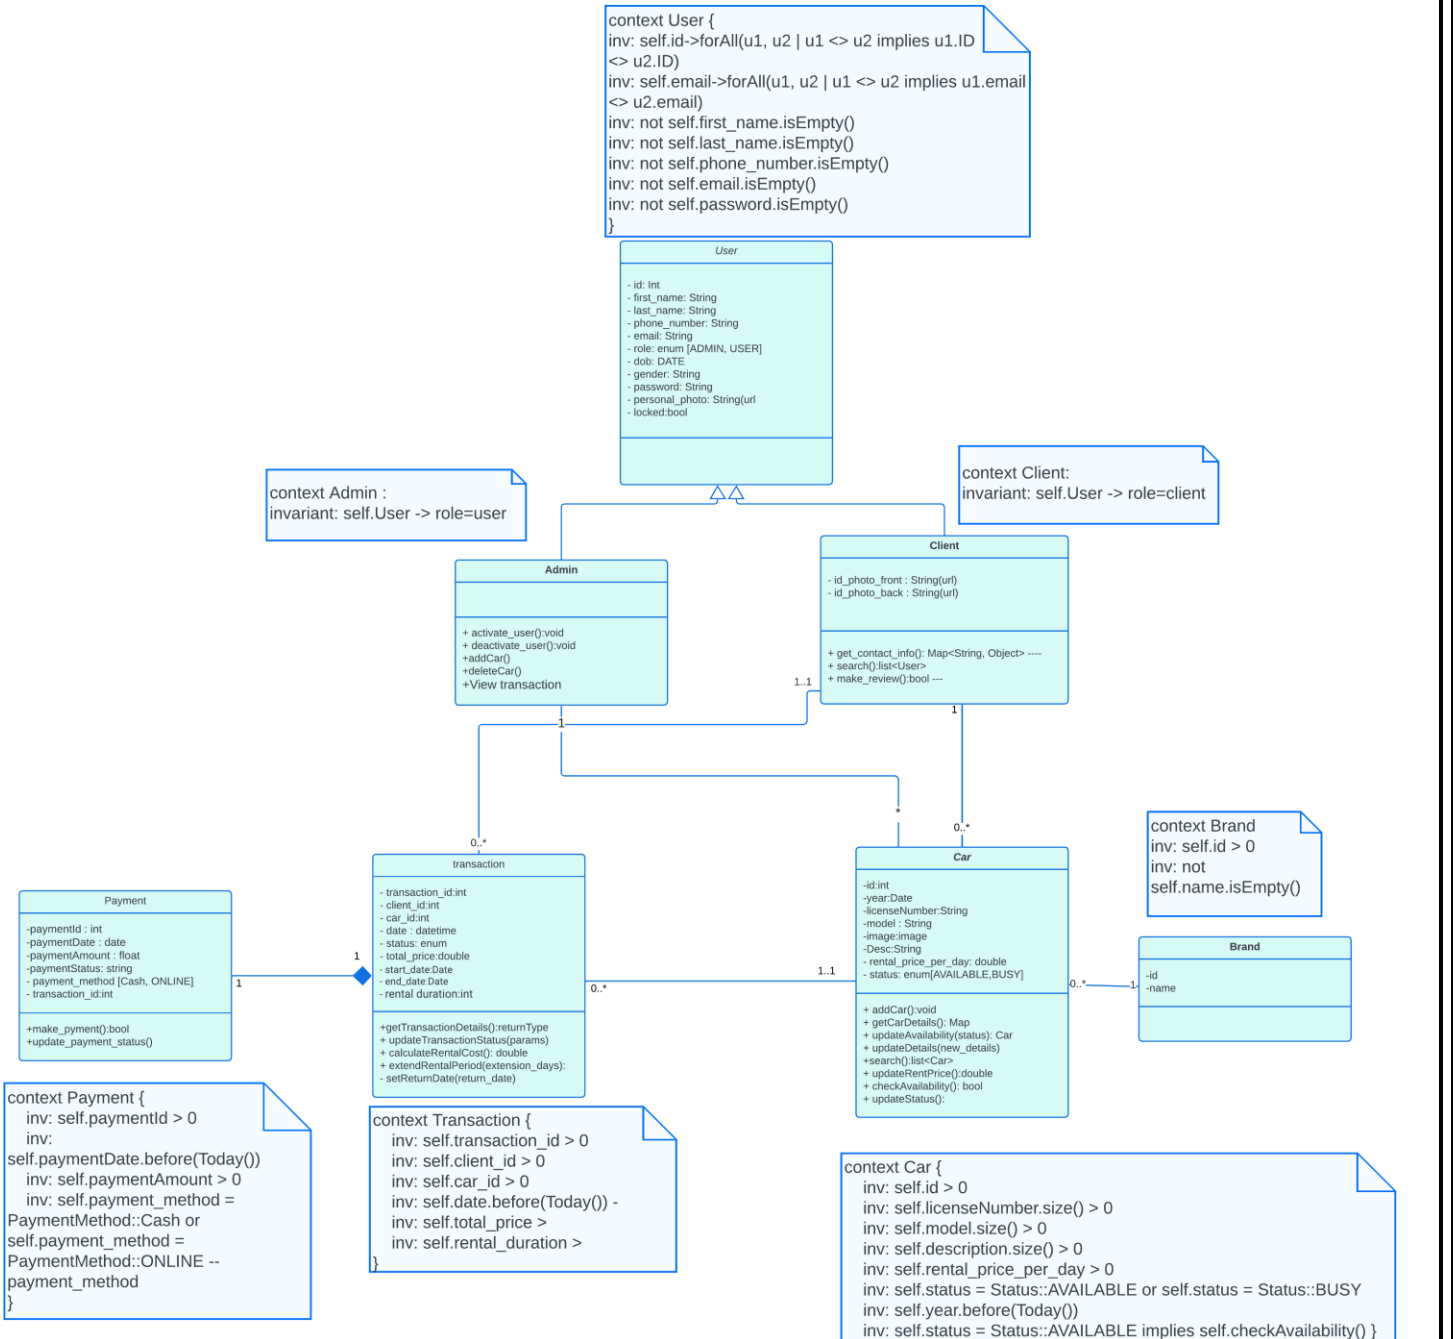 context User {
inv: self.id->forAll(u1, u2 | u1 <> u2 implies u1.ID
<> u2.ID)
inv: self.email->forAll(u1, u2 | u1 <> u2 implies u1.email
<> u2.email)
inv: not self.first_name.isEmpty()
inv: not self.last_name.isEmpty()
inv: not self.phone_number.isEmpty()
inv: not self.email.isEmpty()
inv: not self.password.isEmpty()
}
User
- id: Int
- first_name: String
- last_name: String
- phone_number: String
- email: String
- role: enum [ADMIN, USER]
- dob: DATE
- gender: String
- password: String
- personal_photo: String(url
- locked:bool
context Admin :
invariant: self.User -> role=user
context Client:
invariant: self.User -> role=client
Admin
+ activate_user():void
+ deactivate_user():void
+addCar()
+deleteCar()
+View transaction
Client
- id_photo_front : String(url)
- id_photo_back : String(url)
+ get_contact_info(): Map<String, Object> ----
+ search():list<User>
+ make_review():bool ---
1..1
1
1
*
0..*
0..*
context Brand
inv: self.id > 0
inv: not
self.name.isEmpty()
Payment
-paymentId : int
-paymentDate : date
-paymentAmount : float
-paymentStatus: string
- payment_method [Cash, ONLINE]
- transaction_id:int
+make_pyment():bool
+update_payment_status()
1
1
transaction
- transaction_id:int
- client_id:int
- car_id:int
- date : datetime
- status: enum
- total_price:double
- start_date:Date
- end_date:Date
- rental duration:int
+getTransactionDetails():returnType
+ updateTransactionStatus(params)
+ calculateRentalCost(): double
+ extendRentalPeriod(extension_days):
- setReturnDate(return_date)
0..*
1..1
Car
-id:int
-year:Date
-licenseNumber:String
-model : String
-image:image
-Desc:String
- rental_price_per_day: double
- status: enum[AVAILABLE,BUSY]
+ addCar():void
+ getCarDetails(): Map
+ updateAvailability(status): Car
+ updateDetails(new_details)
+search():list<Car>
+ updateRentPrice():double
+ checkAvailability(): bool
+ updateStatus():
0..*
1
Brand
-id
-name
context Payment {
inv: self.paymentId > 0
inv:
self.paymentDate.before(Today())
inv: self.paymentAmount > 0
inv: self.payment_method =
PaymentMethod::Cash or
self.payment_method =
PaymentMethod::ONLINE --
payment_method
}
context Transaction {
inv: self.transaction_id > 0
inv: self.client_id > 0
inv: self.car_id > 0
inv: self.date.before(Today()) -
inv: self.total_price >
inv: self.rental_duration >
}
context Car {
inv: self.id > 0
inv: self.licenseNumber.size() > 0
inv: self.model.size() > 0
inv: self.description.size() > 0
inv: self.rental_price_per_day > 0
inv: self.status = Status::AVAILABLE or self.status = Status::BUSY
inv: self.year.before(Today())
inv: self.status = Status::AVAILABLE implies self.checkAvailability() }